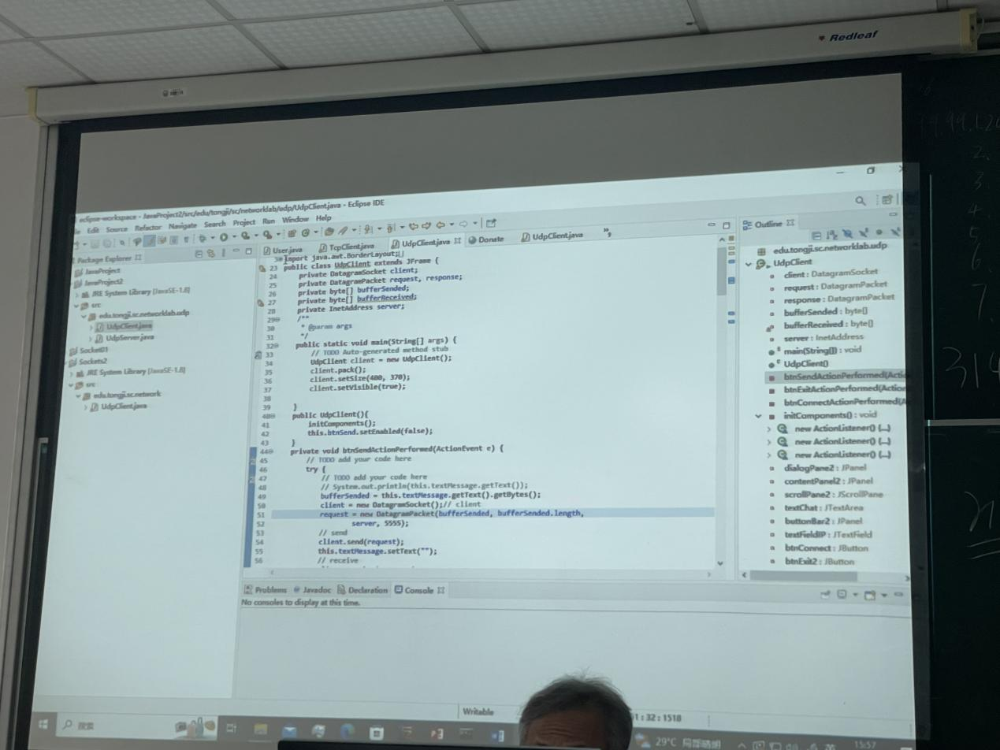 Redleaf
eclipse-workspace - JavaProject2/src/edu/tongji/sc/networklab/udp/UdpClient.java - Eclipse IDE
Edit Source Refactor Navigate Search Project Run Window Help
Package Explorer
JavaProject
JavaProject2
JRE System Library [JavaSE-1.8]
src
edu.tongji.sc.networklab.udp
UdpClient.java
UdpServer.java
Socket01
Sockets2
JRE System Library [JavaSE-1.8]
src
edu.tongji.sc.network
UdpClient.java
User.java TcpClient.java UdpClient.java Donate UdpClient.java
3 import java.awt.BorderLayout;
23 public class UdpClient extends JFrame {
24 private DatagramSocket client;
25 private DatagramPacket request, response;
26 private byte[] bufferSended;
27 private byte[] bufferReceived;
28 private InetAddress server;
29 /**
30 * @param args
31 */
32 public static void main(String[] args) {
33 // TODO Auto-generated method stub
34 UdpClient client = new UdpClient();
35 client.pack();
36 client.setSize(400, 370);
37 client.setVisible(true);
38
39 }
40 public UdpClient(){
41 initComponents();
42 this.btnSend.setEnabled(false);
43 }
44 private void btnSendActionPerformed(ActionEvent e) {
45 // TODO add your code here
46 try {
47 // TODO add your code here
48 // System.out.println(this.textMessage.getText());
49 bufferSended = this.textMessage.getText().getBytes();
50 client = new DatagramSocket();// client
51 request = new DatagramPacket(bufferSended, bufferSended.length,
52 server, 5555);
53 // send
54 client.send(request);
55 this.textMessage.setText("");
56 // receive
Outline
edu.tongji.sc.networklab.udp
UdpClient
client : DatagramSocket
request : DatagramPacket
response : DatagramPacket
bufferSended : byte[]
bufferReceived : byte[]
server : InetAddress
main(String[]) : void
UdpClient()
btnSendActionPerformed(Actio
btnExitActionPerformed(Action
btnConnectActionPerformed(A
initComponents() : void
new ActionListener() {...}
new ActionListener() {...}
new ActionListener() {...}
dialogPane2 : JPanel
contentPanel2 : JPanel
scrollPane2 : JScrollPane
textChat : JTextArea
buttonBar2 : JPanel
textFieldIP : JTextField
btnConnect : JButton
btnExit2 : JButton
Problems Javadoc Declaration Console
No consoles to display at this time.
Writable
1 : 32 : 1518
搜索
29°C 局部晴朗
英
15:57
2.
3.
4.
5.
6.
7.
314